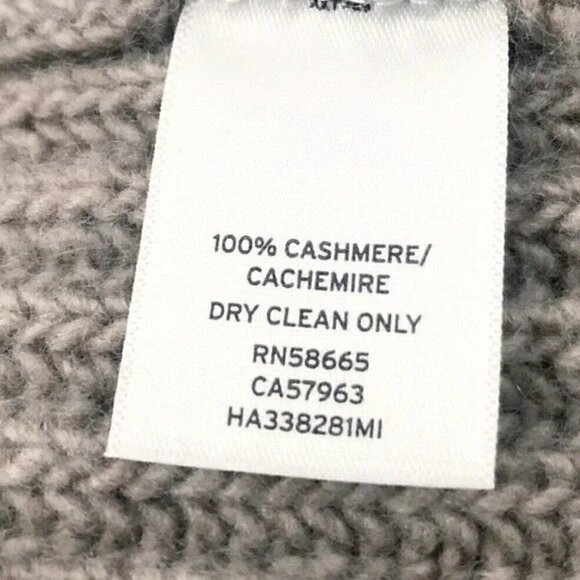 100% CASHMERE/
CACHEMIRE
DRY CLEAN ONLY
RN58665
CA57963
HA338281MI